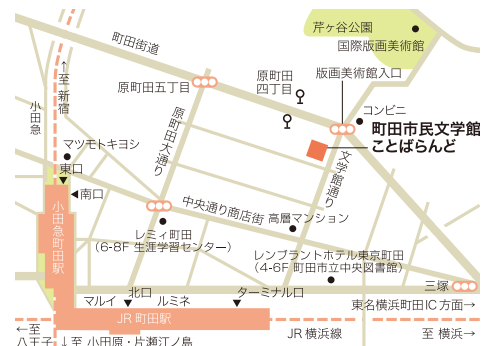 芹ヶ谷公園
国際版画美術館
町田街道
版画美術館入口
原町田
四丁目
原町田五丁目
コンビニ
町田市民文学館
ことばらんど
↑至 新宿
小田急
マツモトキヨシ
東口
南口
原町田大通り
文学館通り
中央通り商店街
高層マンション
小田急町田駅
レミィ町田
(6-8F 生涯学習センター)
レンブラントホテル東京町田
(4-6F 町田市立中央図書館)
三塚
北口
マルイ
ルミネ
ターミナル口
東名横浜町田IC方面→
JR町田駅
←至
八王子
↓至 小田原・片瀬江ノ島
JR横浜線
至 横浜→